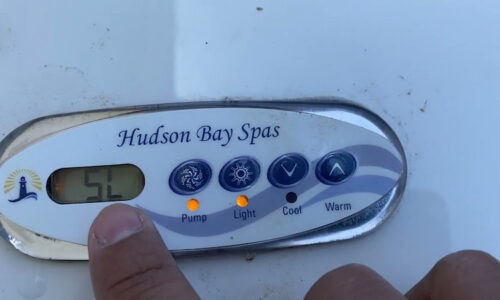 Hudson Bay Spas
SL
Pump
Light
Cool
Warm